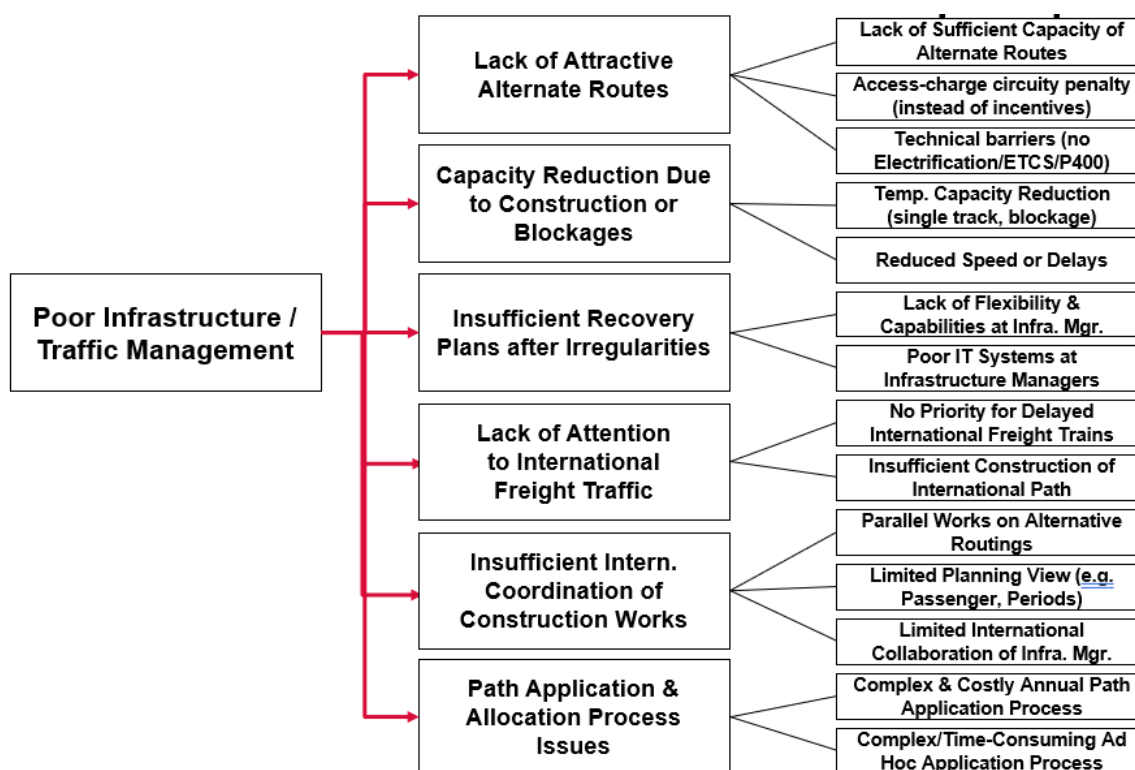 Poor Infrastructure /
Traffic Management
Lack of Attractive
Alternate Routes
Lack of Sufficient Capacity of
Alternate Routes
Access-charge circuity penalty
(instead of incentives)
Technical barriers (no
Electrification/ETCS/P400)
Capacity Reduction Due
to Construction or
Blockages
Temp. Capacity Reduction
(single track, blockage)
Reduced Speed or Delays
Insufficient Recovery
Plans after Irregularities
Lack of Flexibility &
Capabilities at Infra. Mgr.
Poor IT Systems at
Infrastructure Managers
Lack of Attention
to International
Freight Traffic
No Priority for Delayed
International Freight Trains
Insufficient Construction of
International Path
Insufficient Intern.
Coordination of
Construction Works
Parallel Works on Alternative
Routings
Limited Planning View (e.g.
Passenger, Periods)
Limited International
Collaboration of Infra. Mgr.
Path Application &
Allocation Process
Issues
Complex & Costly Annual Path
Application Process
Complex/Time-Consuming Ad
Hoc Application Process